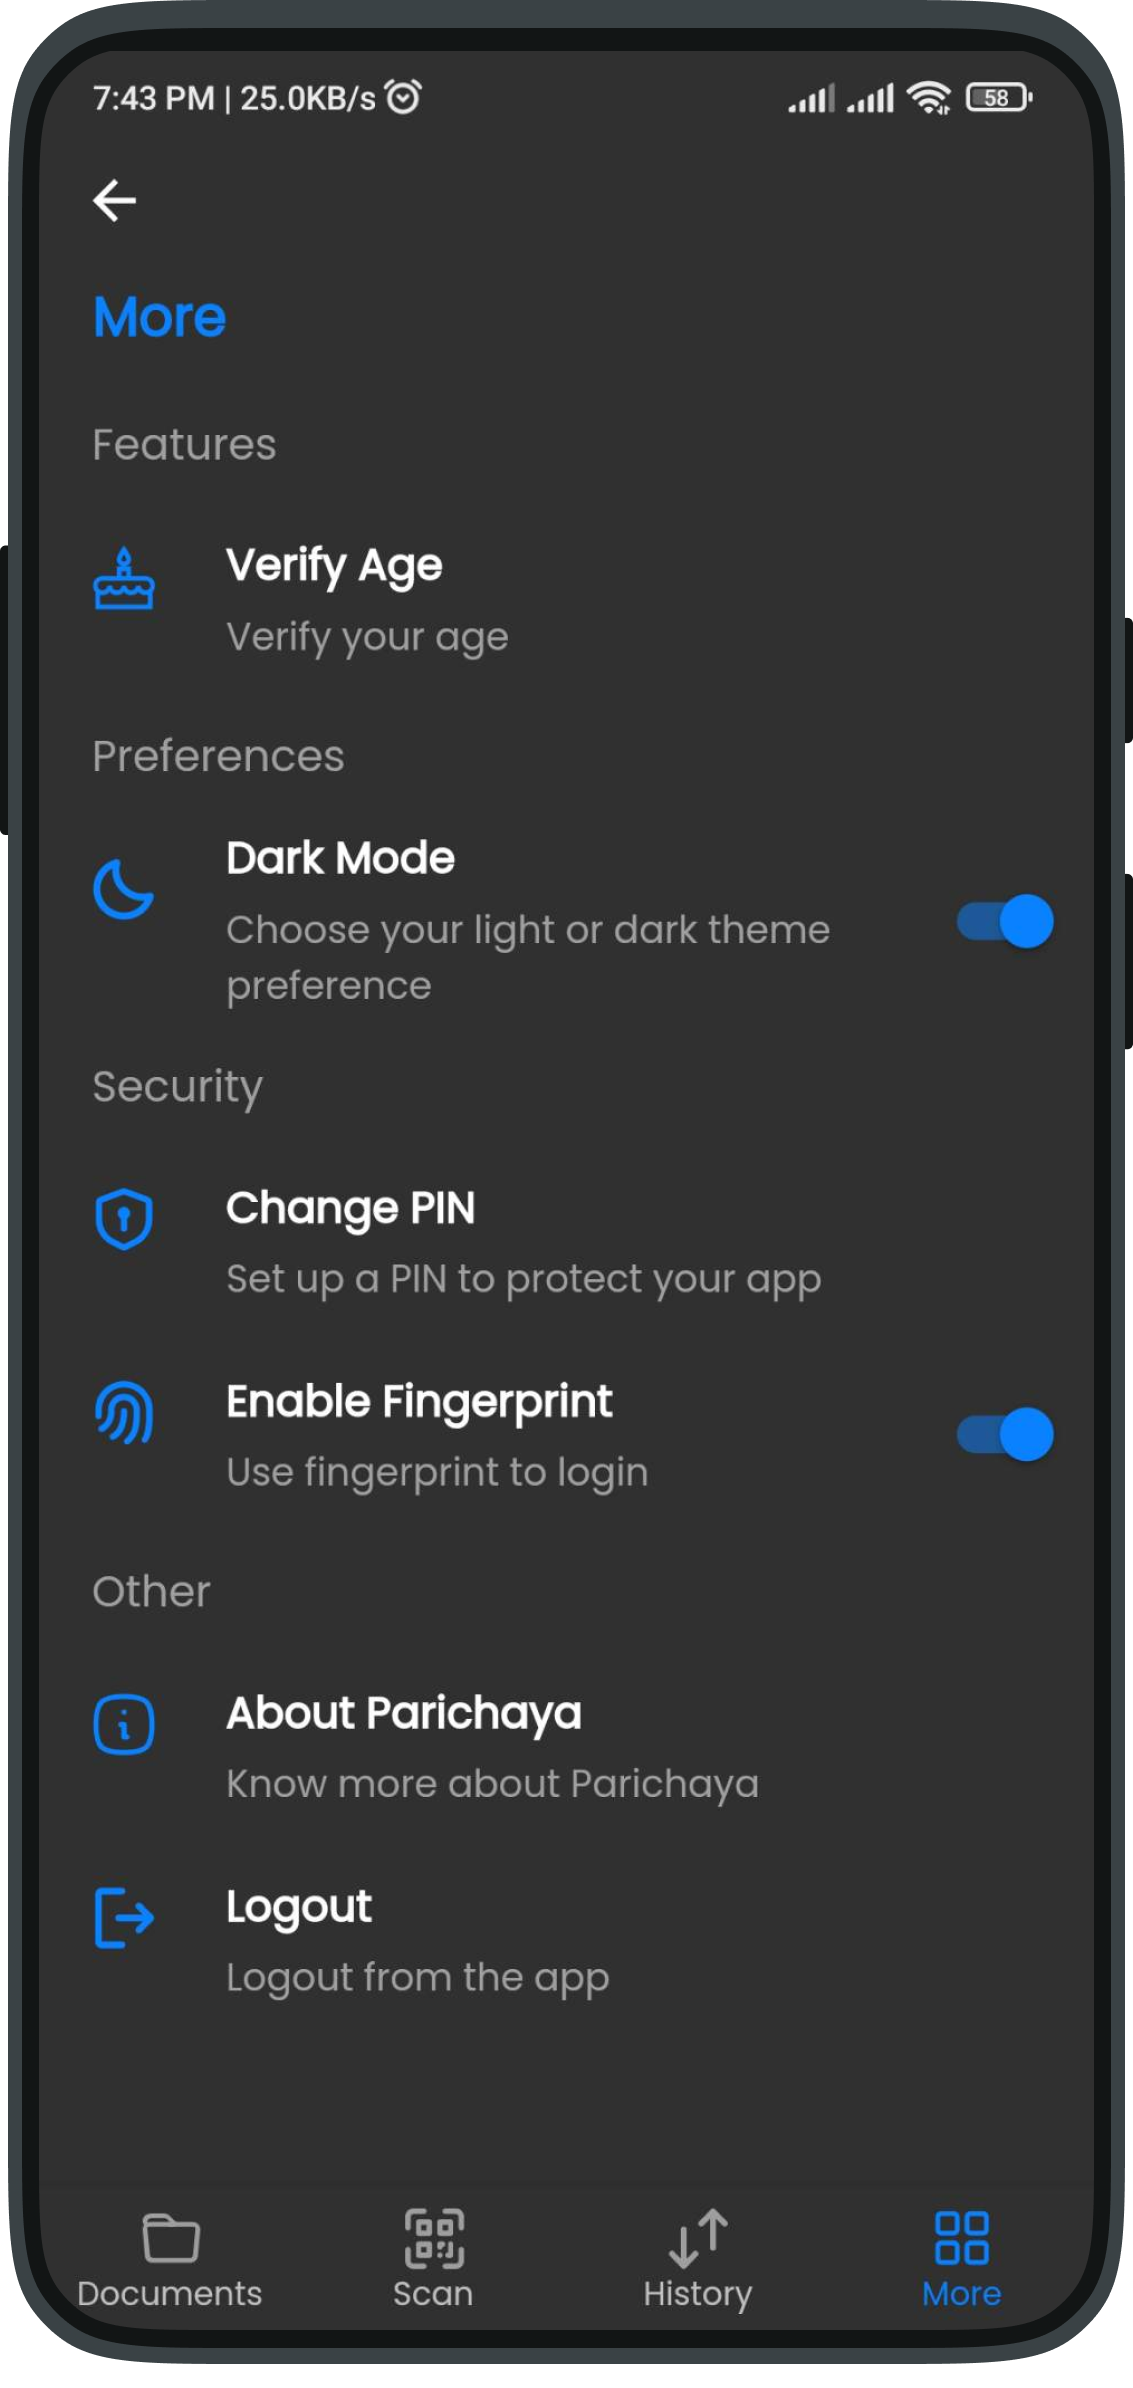 7:43 PM | 25.0KB/s
58
More
Features
Verify Age
Verify your age
Preferences
Dark Mode
Choose your light or dark theme
preference
Security
Change PIN
Set up a PIN to protect your app
Enable Fingerprint
Use fingerprint to login
Other
About Parichaya
Know more about Parichaya
Logout
Logout from the app
Documents
Scan
History
More